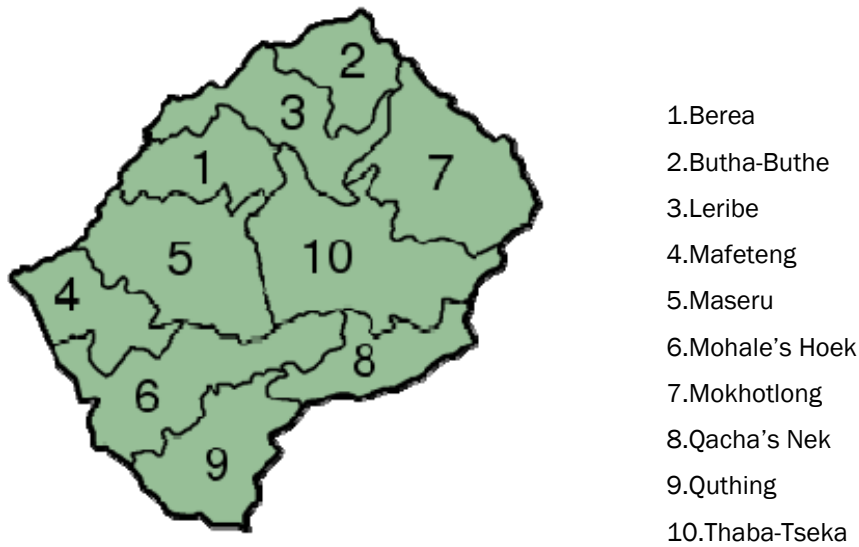 2
3
1
7
5
10
4
8
6
9
1.Berea
2.Butha-Buthe
3.Leribe
4.Mafeteng
5.Maseru
6.Mohale’s Hoek
7.Mokhotlong
8.Qacha’s Nek
9.Quthing
10.Thaba-Tseka